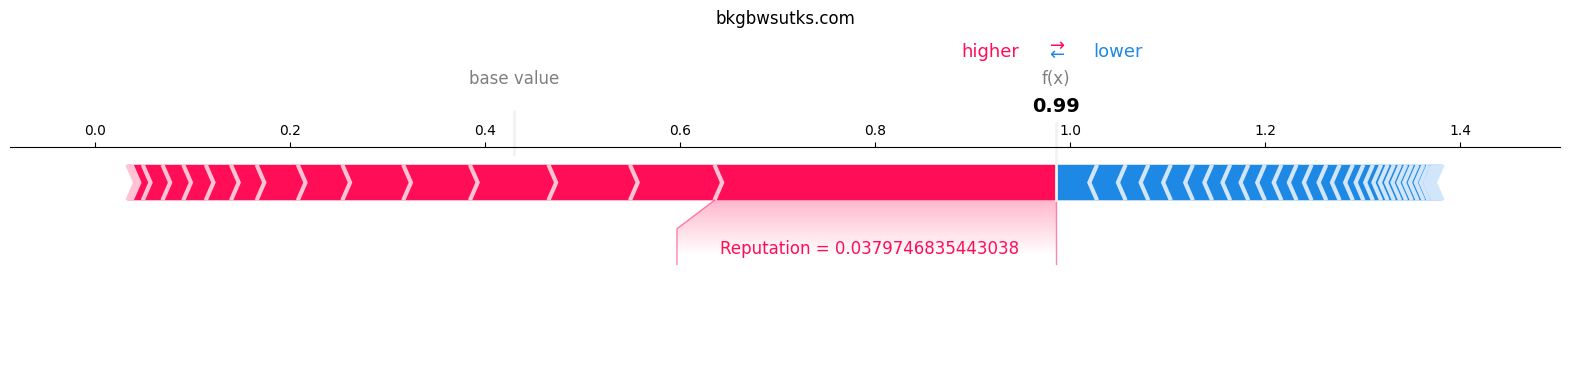 bkgbwsutks.com
higher → ← lower
base value f(x)
0.99
0.0 0.2 0.4 0.6 0.8 1.0 1.2 1.4
Reputation = 0.0379746835443038